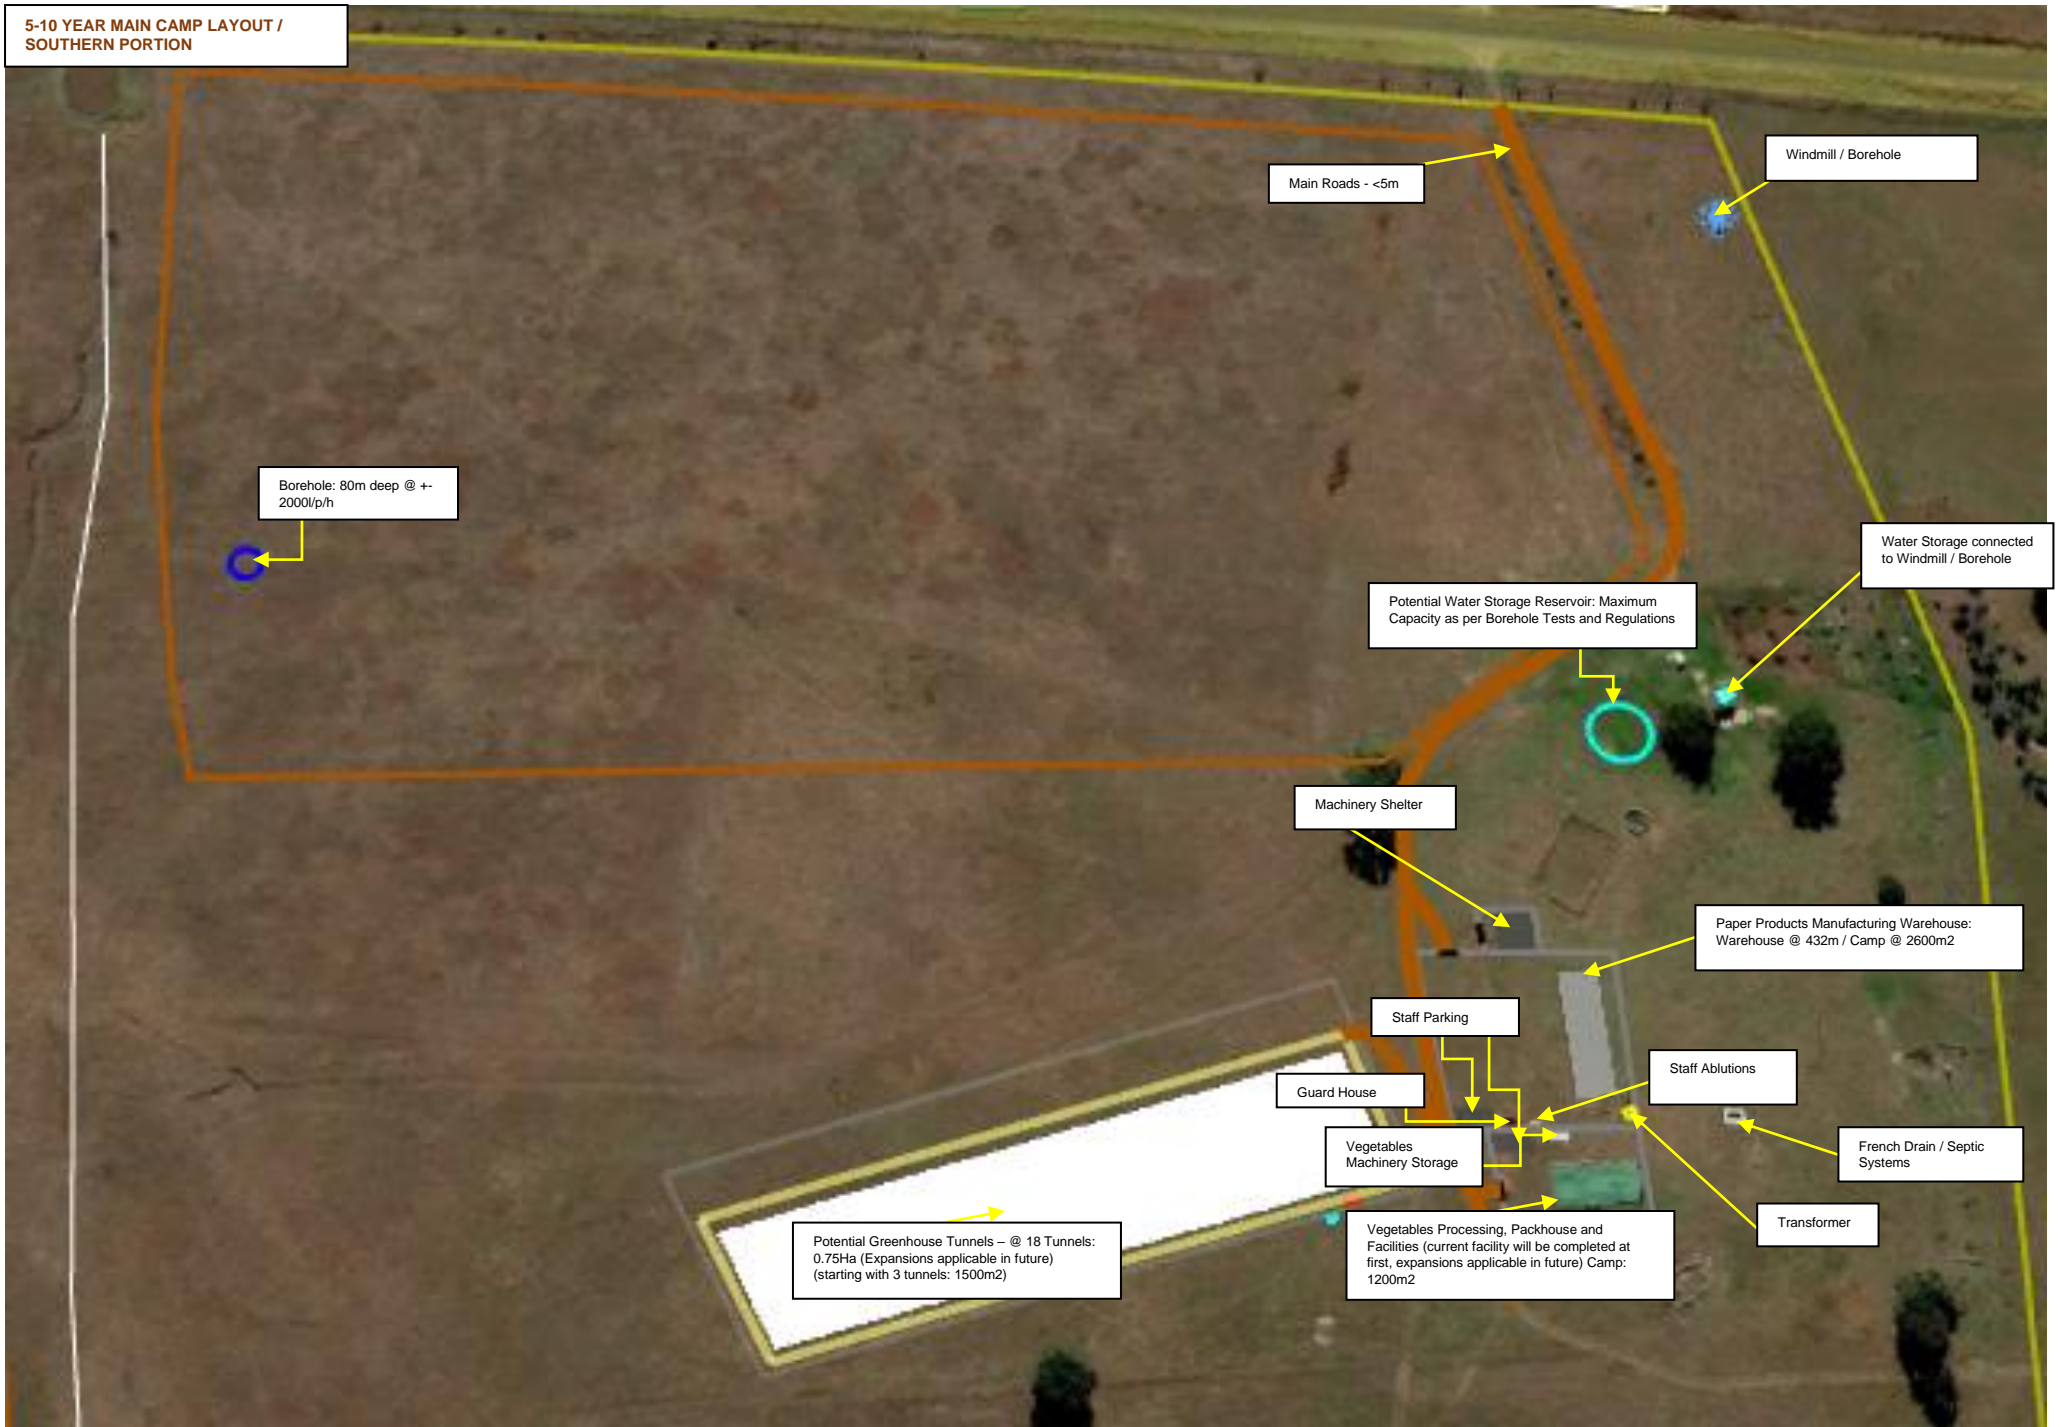 5-10 YEAR MAIN CAMP LAYOUT /
SOUTHERN PORTION
Windmill / Borehole
Main Roads - <5m
Borehole: 80m deep @ +-
2000l/p/h
Water Storage connected
to Windmill / Borehole
Potential Water Storage Reservoir: Maximum
Capacity as per Borehole Tests and Regulations
Machinery Shelter
Paper Products Manufacturing Warehouse:
Warehouse @ 432m / Camp @ 2600m2
Staff Parking
Staff Ablutions
Guard House
Vegetables
Machinery Storage
French Drain / Septic
Systems
Transformer
Potential Greenhouse Tunnels – @ 18 Tunnels:
0.75Ha (Expansions applicable in future)
(starting with 3 tunnels: 1500m2)
Vegetables Processing, Packhouse and
Facilities (current facility will be completed at
first, expansions applicable in future) Camp:
1200m2